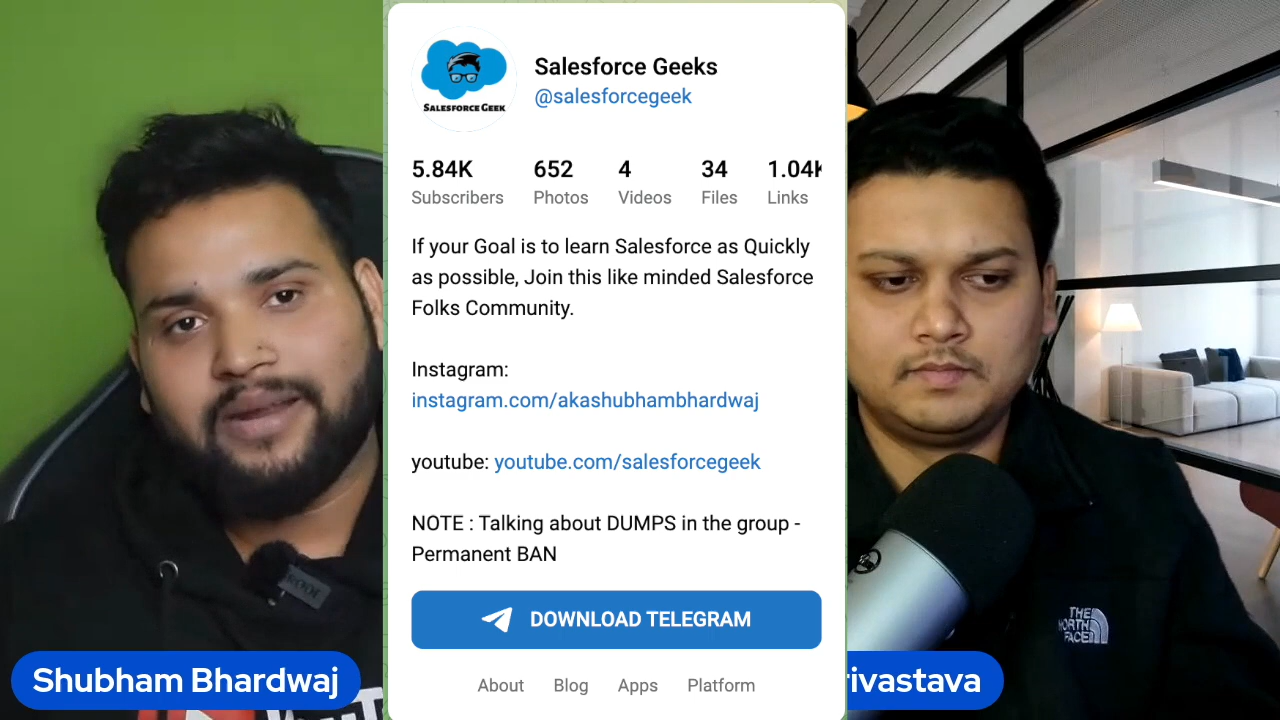 SALESFORCE GEEK
Salesforce Geeks
@salesforcegeek
5.84K 652 4 34 1.04K
Subscribers Photos Videos Files Links
If your Goal is to learn Salesforce as Quickly
as possible, Join this like minded Salesforce
Folks Community.
Instagram:
instagram.com/akashubhambhardwaj
youtube: youtube.com/salesforcegeek
NOTE : Talking about DUMPS in the group -
Permanent BAN
DOWNLOAD TELEGRAM
About Blog Apps Platform
Shubham Bhardwaj
rivastava
THE
NORTH
FACE